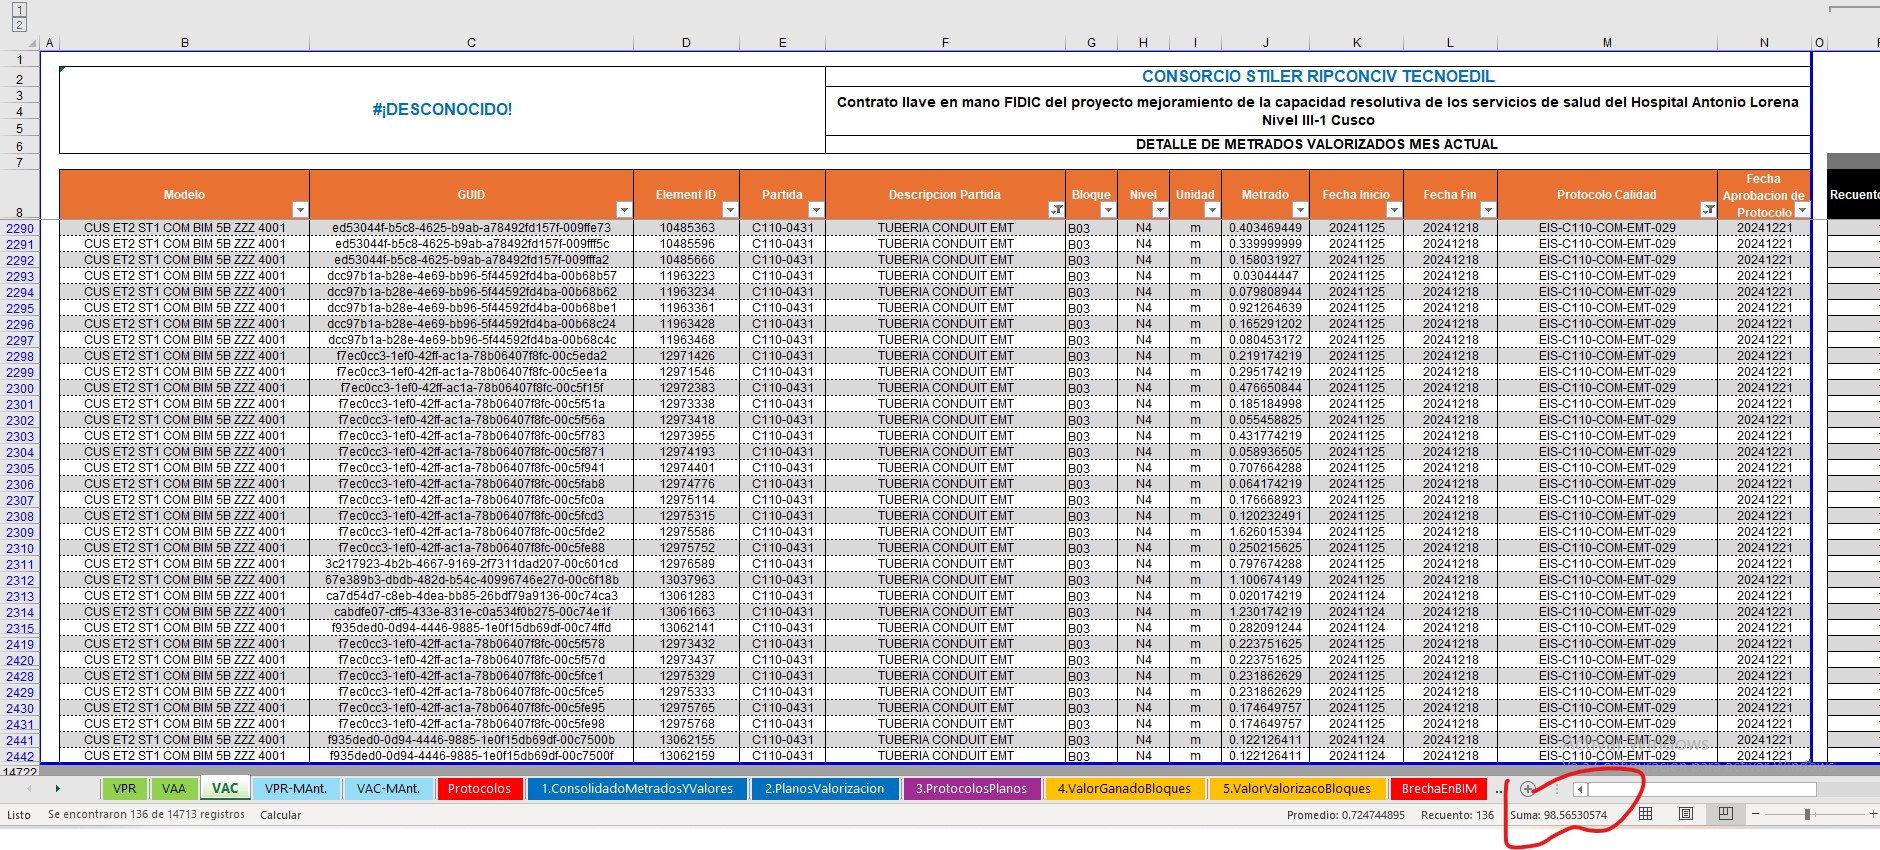 1
2
A B C D E F G H I J K L M N O
1
2 CONSORCIO STILER RIPCONCIV TECNOEDIL
3
4 #¡DESCONOCIDO! Contrato llave en mano FIDIC del proyecto mejoramiento de la capacidad resolutiva de los servicios de salud del Hospital Antonio Lorena
5 Nivel III-1 Cusco
6 DETALLE DE METRADOS VALORIZADOS MES ACTUAL
7
8 Modelo GUID Element ID Partida Descripcion Partida Bloque Nivel Unidad Metrado Fecha Inicio Fecha Fin Protocolo Calidad Fecha Aprobacion de Protocolo Recuento
2290 CUS ET2 ST1 COM BIM 5B ZZZ 4001 ed53044f-b5c8-4625-b9ab-a78492fd157f-009ffe73 10485363 C110-0431 TUBERIA CONDUIT EMT B03 N4 m 0.403469449 20241125 20241218 EIS-C110-COM-EMT-029 20241221
2291 CUS ET2 ST1 COM BIM 5B ZZZ 4001 ed53044f-b5c8-4625-b9ab-a78492fd157f-009fff5c 10485596 C110-0431 TUBERIA CONDUIT EMT B03 N4 m 0.339999999 20241125 20241218 EIS-C110-COM-EMT-029 20241221
2292 CUS ET2 ST1 COM BIM 5B ZZZ 4001 ed53044f-b5c8-4625-b9ab-a78492fd157f-009fffa2 10485666 C110-0431 TUBERIA CONDUIT EMT B03 N4 m 0.158031927 20241125 20241218 EIS-C110-COM-EMT-029 20241221
2293 CUS ET2 ST1 COM BIM 5B ZZZ 4001 dcc97b1a-b28e-4e69-bb96-5f44592fd4ba-00b68b57 11963223 C110-0431 TUBERIA CONDUIT EMT B03 N4 m 0.03044447 20241125 20241218 EIS-C110-COM-EMT-029 20241221
2294 CUS ET2 ST1 COM BIM 5B ZZZ 4001 dcc97b1a-b28e-4e69-bb96-5f44592fd4ba-00b68b62 11963234 C110-0431 TUBERIA CONDUIT EMT B03 N4 m 0.079808944 20241125 20241218 EIS-C110-COM-EMT-029 20241221
2295 CUS ET2 ST1 COM BIM 5B ZZZ 4001 dcc97b1a-b28e-4e69-bb96-5f44592fd4ba-00b68be1 11963361 C110-0431 TUBERIA CONDUIT EMT B03 N4 m 0.921264639 20241125 20241218 EIS-C110-COM-EMT-029 20241221
2296 CUS ET2 ST1 COM BIM 5B ZZZ 4001 dcc97b1a-b28e-4e69-bb96-5f44592fd4ba-00b68c24 11963428 C110-0431 TUBERIA CONDUIT EMT B03 N4 m 0.165291202 20241125 20241218 EIS-C110-COM-EMT-029 20241221
2297 CUS ET2 ST1 COM BIM 5B ZZZ 4001 dcc97b1a-b28e-4e69-bb96-5f44592fd4ba-00b68c4c 11963468 C110-0431 TUBERIA CONDUIT EMT B03 N4 m 0.080453172 20241125 20241218 EIS-C110-COM-EMT-029 20241221
2298 CUS ET2 ST1 COM BIM 5B ZZZ 4001 f7ec0cc3-1ef0-42ff-ac1a-78b06407f8fc-00c5eda2 12971426 C110-0431 TUBERIA CONDUIT EMT B03 N4 m 0.219174219 20241125 20241218 EIS-C110-COM-EMT-029 20241221
2299 CUS ET2 ST1 COM BIM 5B ZZZ 4001 f7ec0cc3-1ef0-42ff-ac1a-78b06407f8fc-00c5ee1a 12971546 C110-0431 TUBERIA CONDUIT EMT B03 N4 m 0.295174219 20241125 20241218 EIS-C110-COM-EMT-029 20241221
2300 CUS ET2 ST1 COM BIM 5B ZZZ 4001 f7ec0cc3-1ef0-42ff-ac1a-78b06407f8fc-00c5f15f 12972383 C110-0431 TUBERIA CONDUIT EMT B03 N4 m 0.476650844 20241125 20241218 EIS-C110-COM-EMT-029 20241221
2301 CUS ET2 ST1 COM BIM 5B ZZZ 4001 f7ec0cc3-1ef0-42ff-ac1a-78b06407f8fc-00c5f51a 12973338 C110-0431 TUBERIA CONDUIT EMT B03 N4 m 0.185184998 20241125 20241218 EIS-C110-COM-EMT-029 20241221
2302 CUS ET2 ST1 COM BIM 5B ZZZ 4001 f7ec0cc3-1ef0-42ff-ac1a-78b06407f8fc-00c5f56a 12973418 C110-0431 TUBERIA CONDUIT EMT B03 N4 m 0.055458825 20241125 20241218 EIS-C110-COM-EMT-029 20241221
2303 CUS ET2 ST1 COM BIM 5B ZZZ 4001 f7ec0cc3-1ef0-42ff-ac1a-78b06407f8fc-00c5f783 12973955 C110-0431 TUBERIA CONDUIT EMT B03 N4 m 0.431774219 20241125 20241218 EIS-C110-COM-EMT-029 20241221
2304 CUS ET2 ST1 COM BIM 5B ZZZ 4001 f7ec0cc3-1ef0-42ff-ac1a-78b06407f8fc-00c5f871 12974193 C110-0431 TUBERIA CONDUIT EMT B03 N4 m 0.058936505 20241125 20241218 EIS-C110-COM-EMT-029 20241221
2305 CUS ET2 ST1 COM BIM 5B ZZZ 4001 f7ec0cc3-1ef0-42ff-ac1a-78b06407f8fc-00c5f941 12974401 C110-0431 TUBERIA CONDUIT EMT B03 N4 m 0.707664288 20241125 20241218 EIS-C110-COM-EMT-029 20241221
2306 CUS ET2 ST1 COM BIM 5B ZZZ 4001 f7ec0cc3-1ef0-42ff-ac1a-78b06407f8fc-00c5fab8 12974776 C110-0431 TUBERIA CONDUIT EMT B03 N4 m 0.064174219 20241125 20241218 EIS-C110-COM-EMT-029 20241221
2307 CUS ET2 ST1 COM BIM 5B ZZZ 4001 f7ec0cc3-1ef0-42ff-ac1a-78b06407f8fc-00c5fc0a 12975114 C110-0431 TUBERIA CONDUIT EMT B03 N4 m 0.176668923 20241125 20241218 EIS-C110-COM-EMT-029 20241221
2308 CUS ET2 ST1 COM BIM 5B ZZZ 4001 f7ec0cc3-1ef0-42ff-ac1a-78b06407f8fc-00c5fcd3 12975315 C110-0431 TUBERIA CONDUIT EMT B03 N4 m 0.120232491 20241125 20241218 EIS-C110-COM-EMT-029 20241221
2309 CUS ET2 ST1 COM BIM 5B ZZZ 4001 f7ec0cc3-1ef0-42ff-ac1a-78b06407f8fc-00c5fde2 12975586 C110-0431 TUBERIA CONDUIT EMT B03 N4 m 1.626015394 20241125 20241218 EIS-C110-COM-EMT-029 20241221
2310 CUS ET2 ST1 COM BIM 5B ZZZ 4001 f7ec0cc3-1ef0-42ff-ac1a-78b06407f8fc-00c5fe88 12975752 C110-0431 TUBERIA CONDUIT EMT B03 N4 m 0.250215625 20241125 20241218 EIS-C110-COM-EMT-029 20241221
2311 CUS ET2 ST1 COM BIM 5B ZZZ 4001 3c217923-4b2b-4667-9169-2f7311dad207-00c601cd 12976589 C110-0431 TUBERIA CONDUIT EMT B03 N4 m 0.797674288 20241125 20241218 EIS-C110-COM-EMT-029 20241221
2312 CUS ET2 ST1 COM BIM 5B ZZZ 4001 67e389b3-dbdb-482d-b54c-40996746e27d-00c6f18b 13037963 C110-0431 TUBERIA CONDUIT EMT B03 N4 m 1.100674149 20241125 20241218 EIS-C110-COM-EMT-029 20241221
2313 CUS ET2 ST1 COM BIM 5B ZZZ 4001 ca7d54d7-c8eb-4dea-bb85-26bdf79a9136-00c74ca3 13061283 C110-0431 TUBERIA CONDUIT EMT B03 N4 m 0.020174219 20241124 20241218 EIS-C110-COM-EMT-029 20241221
2314 CUS ET2 ST1 COM BIM 5B ZZZ 4001 cabdfe07-cff5-433e-831e-c0a534f0b275-00c74e1f 13061663 C110-0431 TUBERIA CONDUIT EMT B03 N4 m 1.230174219 20241124 20241218 EIS-C110-COM-EMT-029 20241221
2315 CUS ET2 ST1 COM BIM 5B ZZZ 4001 f935ded0-0d94-4446-9885-1e0f15db69df-00c74ffd 13062141 C110-0431 TUBERIA CONDUIT EMT B03 N4 m 0.282091244 20241124 20241218 EIS-C110-COM-EMT-029 20241221
2419 CUS ET2 ST1 COM BIM 5B ZZZ 4001 f7ec0cc3-1ef0-42ff-ac1a-78b06407f8fc-00c5f578 12973432 C110-0431 TUBERIA CONDUIT EMT B03 N4 m 0.223751625 20241125 20241218 EIS-C110-COM-EMT-029 20241221
2420 CUS ET2 ST1 COM BIM 5B ZZZ 4001 f7ec0cc3-1ef0-42ff-ac1a-78b06407f8fc-00c5f57d 12973437 C110-0431 TUBERIA CONDUIT EMT B03 N4 m 0.223751625 20241125 20241218 EIS-C110-COM-EMT-029 20241221
2428 CUS ET2 ST1 COM BIM 5B ZZZ 4001 f7ec0cc3-1ef0-42ff-ac1a-78b06407f8fc-00c5fce1 12975329 C110-0431 TUBERIA CONDUIT EMT B03 N4 m 0.231862629 20241125 20241218 EIS-C110-COM-EMT-029 20241221
2429 CUS ET2 ST1 COM BIM 5B ZZZ 4001 f7ec0cc3-1ef0-42ff-ac1a-78b06407f8fc-00c5fce5 12975333 C110-0431 TUBERIA CONDUIT EMT B03 N4 m 0.231862629 20241125 20241218 EIS-C110-COM-EMT-029 20241221
2430 CUS ET2 ST1 COM BIM 5B ZZZ 4001 f7ec0cc3-1ef0-42ff-ac1a-78b06407f8fc-00c5fe95 12975765 C110-0431 TUBERIA CONDUIT EMT B03 N4 m 0.174649757 20241125 20241218 EIS-C110-COM-EMT-029 20241221
2431 CUS ET2 ST1 COM BIM 5B ZZZ 4001 f7ec0cc3-1ef0-42ff-ac1a-78b06407f8fc-00c5fe98 12975768 C110-0431 TUBERIA CONDUIT EMT B03 N4 m 0.174649757 20241125 20241218 EIS-C110-COM-EMT-029 20241221
2441 CUS ET2 ST1 COM BIM 5B ZZZ 4001 f935ded0-0d94-4446-9885-1e0f15db69df-00c7500b 13062155 C110-0431 TUBERIA CONDUIT EMT B03 N4 m 0.122126411 20241124 20241218 EIS-C110-COM-EMT-029 20241221
2442 CUS ET2 ST1 COM BIM 5B ZZZ 4001 f935ded0-0d94-4446-9885-1e0f15db69df-00c7500f 13062159 C110-0431 TUBERIA CONDUIT EMT B03 N4 m 0.122126411 20241124 20241218 EIS-C110-COM-EMT-029 20241221
14722
VPR VAA VAC VPR-MAnt. VAC-MAnt. Protocolos 1.ConsolidadoMetradosYValores 2.PlanosValorizacion 3.ProtocolosPlanos 4.ValorGanadoBloques 5.ValorValorizacoBloques BrechaEnBIM ...
Listo Se encontraron 136 de 14713 registros Calcular Promedio: 0.724744895 Recuento: 136 Suma: 98.56530574